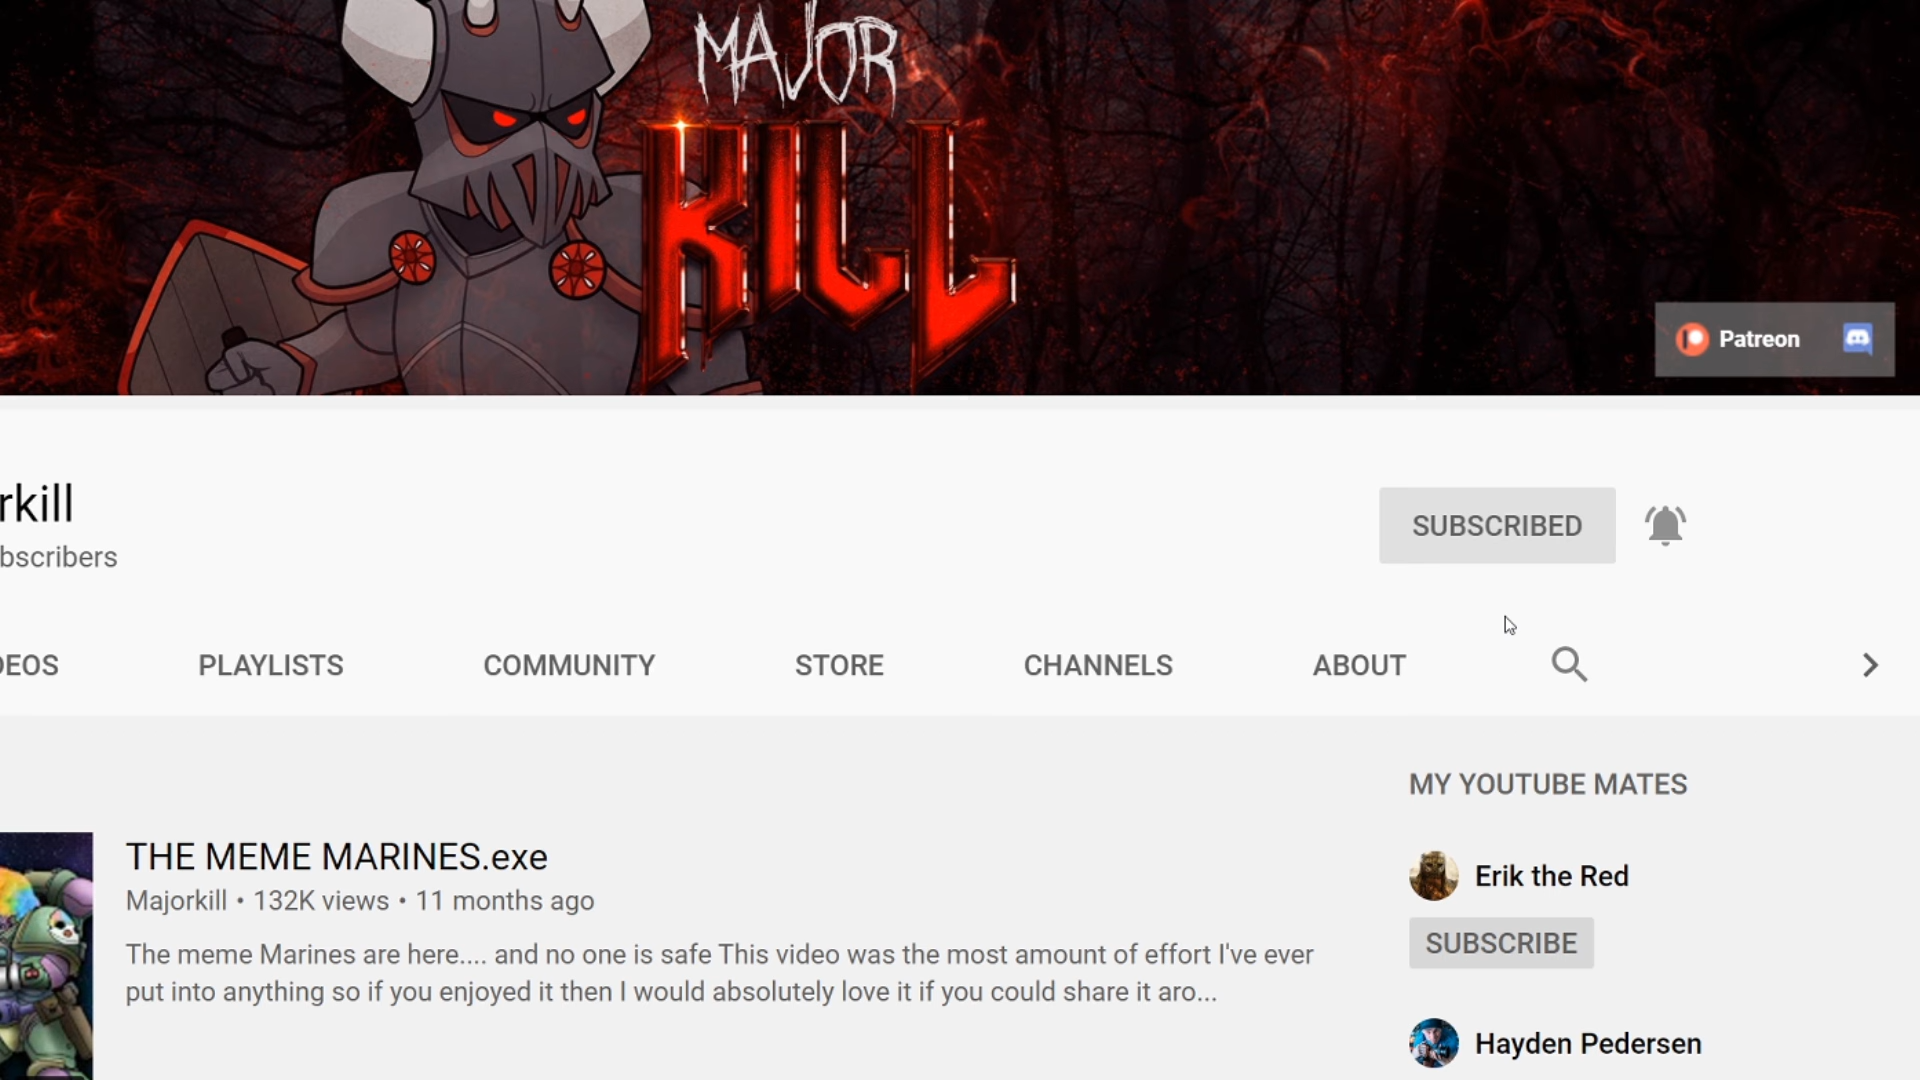 MAJOR
KILL
Patreon
rkill
bscribers
SUBSCRIBED
DEOS
PLAYLISTS
COMMUNITY
STORE
CHANNELS
ABOUT
MY YOUTUBE MATES
THE MEME MARINES.exe
Majorkill • 132K views • 11 months ago
The meme Marines are here.... and no one is safe This video was the most amount of effort I've ever
put into anything so if you enjoyed it then I would absolutely love it if you could share it aro...
Erik the Red
SUBSCRIBE
Hayden Pedersen